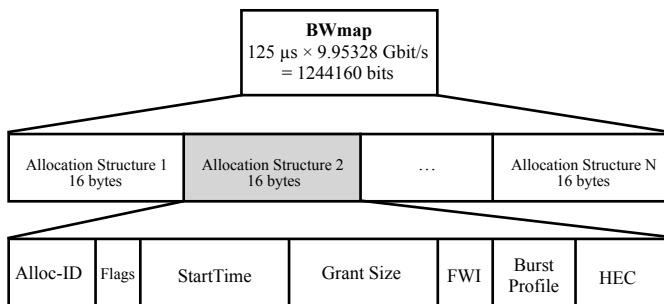 BWmap
125 µs × 9.95328 Gbit/s
= 1244160 bits
Allocation Structure 1
16 bytes
Allocation Structure 2
16 bytes
…
Allocation Structure N
16 bytes
Alloc-ID
Flags
StartTime
Grant Size
FWI
Burst
Profile
HEC